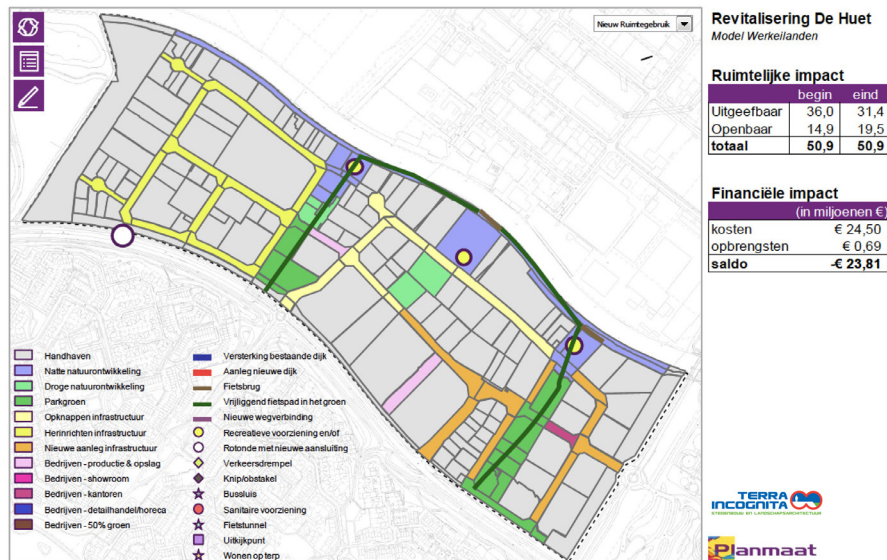 Nieuw Ruimtegebruik
Revitalisering De Huet
Model Werkeilanden
Ruimtelijke impact
begin eind
Uitgeefbaar 36,0 31,4
Openbaar 14,9 19,5
totaal 50,9 50,9
Financiële impact
(in miljoenen €)
kosten € 24,50
opbrengsten € 0,69
saldo -€ 23,81
Handhaven
Natte natuurontwikkeling
Droge natuurontwikkeling
Parkgroen
Opknappen infrastructuur
Herinrichten infrastructuur
Nieuwe aanleg infrastructuur
Bedrijven - productie & opslag
Bedrijven - showroom
Bedrijven - kantoren
Bedrijven - detailhandel/horeca
Bedrijven - 50% groen
Versterking bestaande dijk
Aanleg nieuwe dijk
Fietsbrug
Vrijliggend fietspad in het groen
Nieuwe wegverbinding
Recreatieve voorziening en/of
Rotonde met nieuwe aansluiting
Verkeersdrempel
Knip/obstakel
Bussluis
Sanitaire voorziening
Fietstunnel
Uitkijkpunt
Wonen op terp
TERRA
INCOGNITA
STEDENBOUW EN LANDSCHAPSARCHITECTUUR
Planmaat